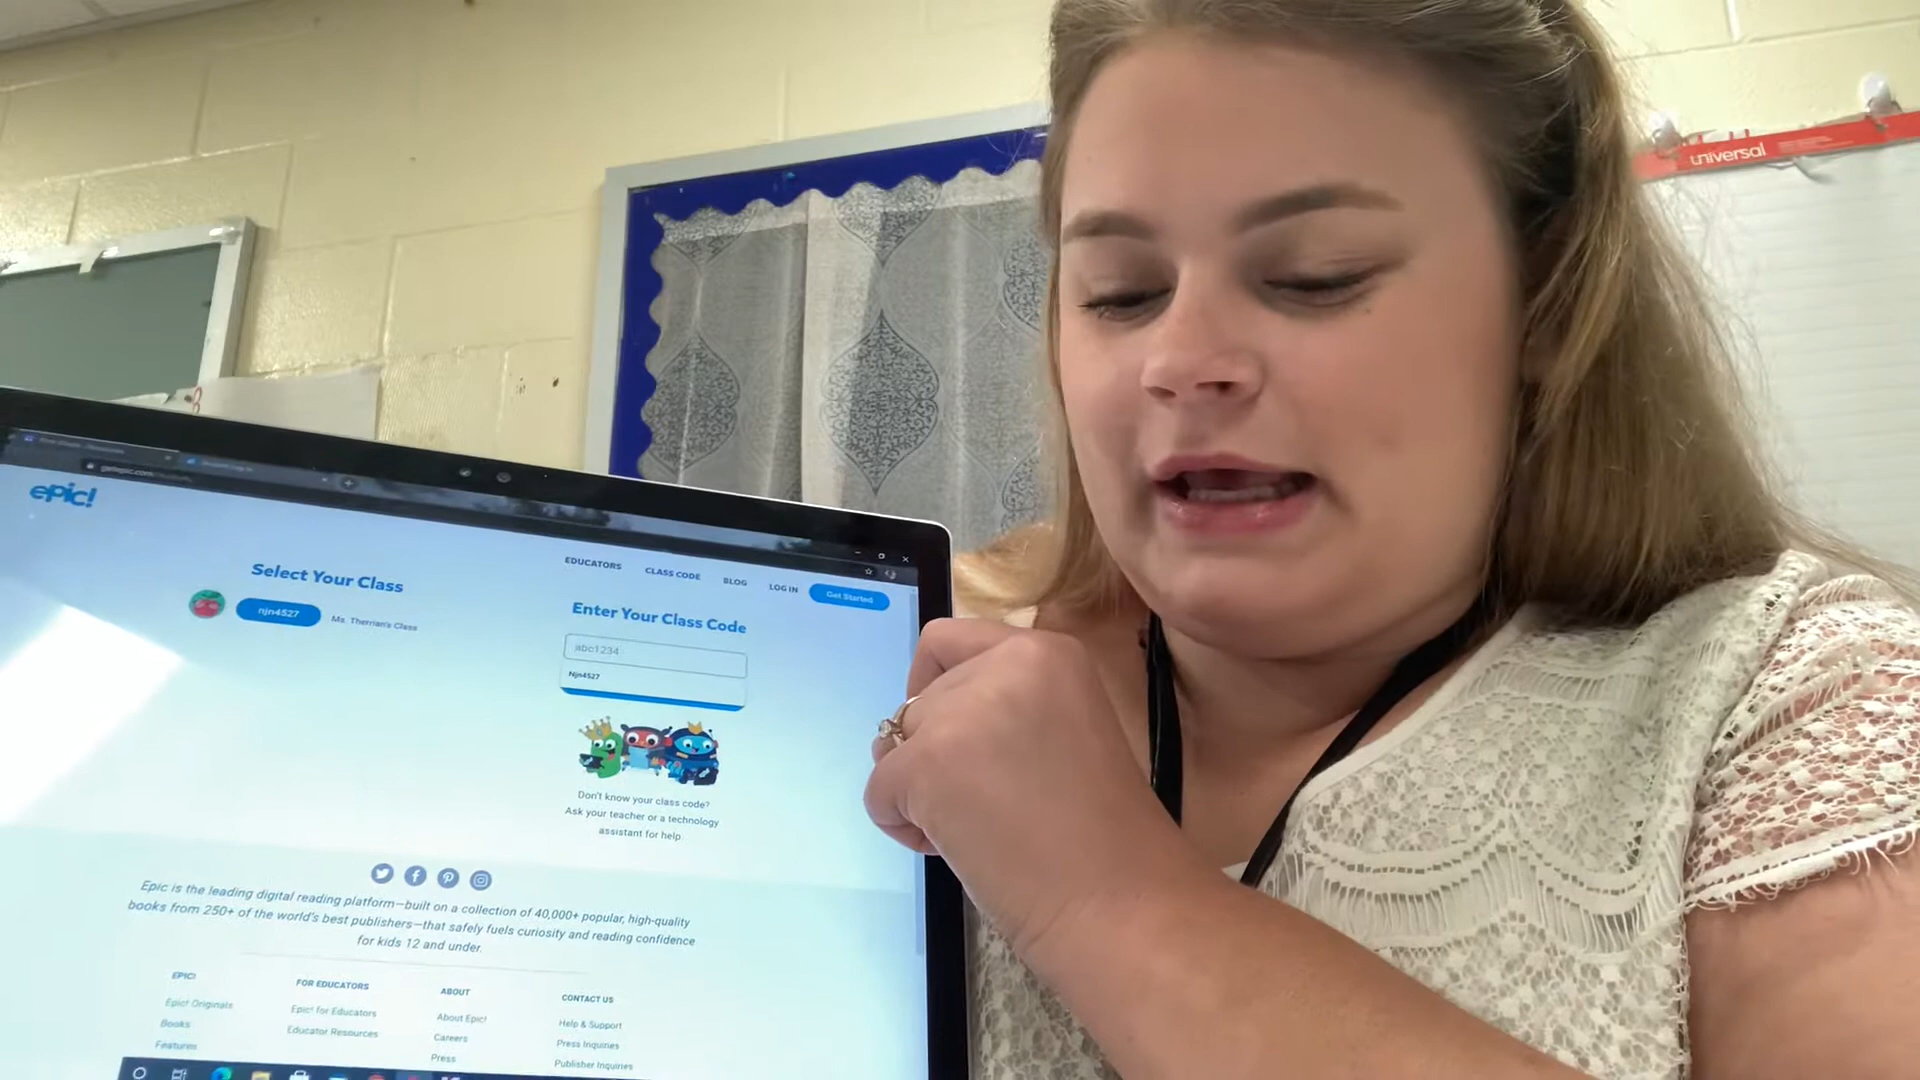 universal
getepic.com
epic!
EDUCATORS
CLASS CODE
BLOG
LOG IN
Get Started
Select Your Class
njn4527
Ms. Therrian's Class
Enter Your Class Code
abc1234
Njn4527
Don't know your class code?
Ask your teacher or a technology
assistant for help
Epic is the leading digital reading platform—built on a collection of 40,000+ popular, high-quality
books from 250+ of the world's best publishers—that safely fuels curiosity and reading confidence
for kids 12 and under.
EPIC!
Epic! Originals
Books
Features
FOR EDUCATORS
Epic! for Educators
Educator Resources
ABOUT
About Epic!
Careers
Press
CONTACT US
Help & Support
Press Inquiries
Publisher Inquiries